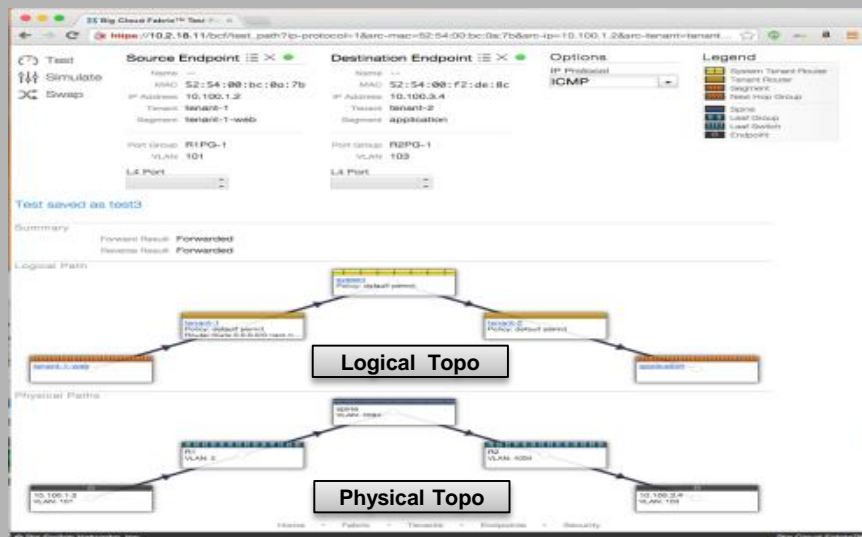 Big Cloud Fabric™ Test P
https://10.2.18.11/bcf/test_path?ip-protocol=1&src-mac=52:54:00:bc:0a:7b&src-ip=10.100.1.2&src-tenant=tenant...
Test
Simulate
Swap
Source Endpoint
Name --
MAC 52:54:00:bc:0a:7b
IP Address 10.100.1.2
Tenant tenant-1
Segment tenant-1-web
Port Group R1PG-1
VLAN 101
L4 Port
Destination Endpoint
Name --
MAC 52:54:00:f2:de:8c
IP Address 10.100.3.4
Tenant tenant-2
Segment application
Port Group R2PG-1
VLAN 103
L4 Port
Options
IP Protocol
ICMP
Legend
System Tenant Router
Tenant Router
Segment
Next Hop Group
Spine
Leaf Group
Leaf Switch
Endpoint
Test saved as test3
Summary
Forward Result Forwarded
Reverse Result Forwarded
Logical Path
system
Policy: default permit
tenant-1
Policy: default permit
tenant-2
Policy: default permit
tenant-1-web
application
Logical Topo
Physical Paths
spine
R1
R2
10.100.1.2
VLAN: 101
10.100.3.4
VLAN: 103
Physical Topo
Home - Fabric - Tenants - Endpoints - Security